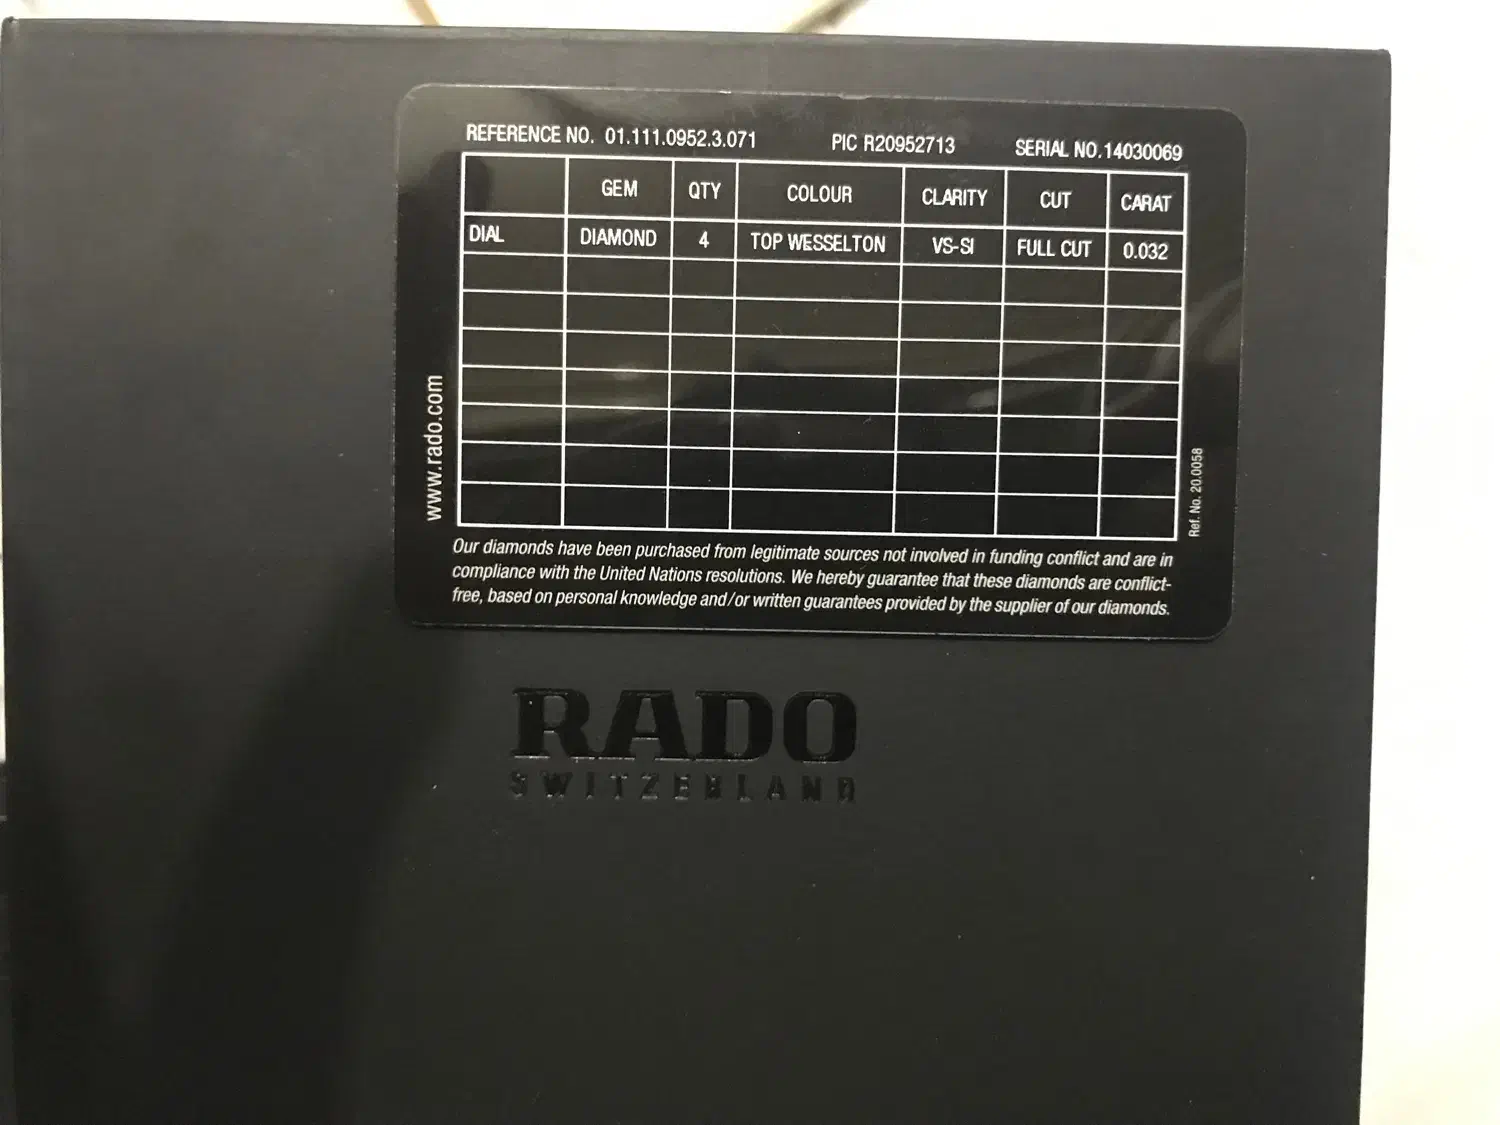 REFERENCE NO. 01.111.0952.3.071 PIC R20952713 SERIAL NO.14030069
GEM QTY COLOUR CLARITY CUT CARAT
DIAL DIAMOND 4 TOP WESSELTON VS-SI FULL CUT 0.032
www.rado.com
Ref. No. 20.0058
Our diamonds have been purchased from legitimate sources not involved in funding conflict and are in
compliance with the United Nations resolutions. We hereby guarantee that these diamonds are conflict-
free, based on personal knowledge and/or written guarantees provided by the supplier of our diamonds.
RADO
SWITZERLAND